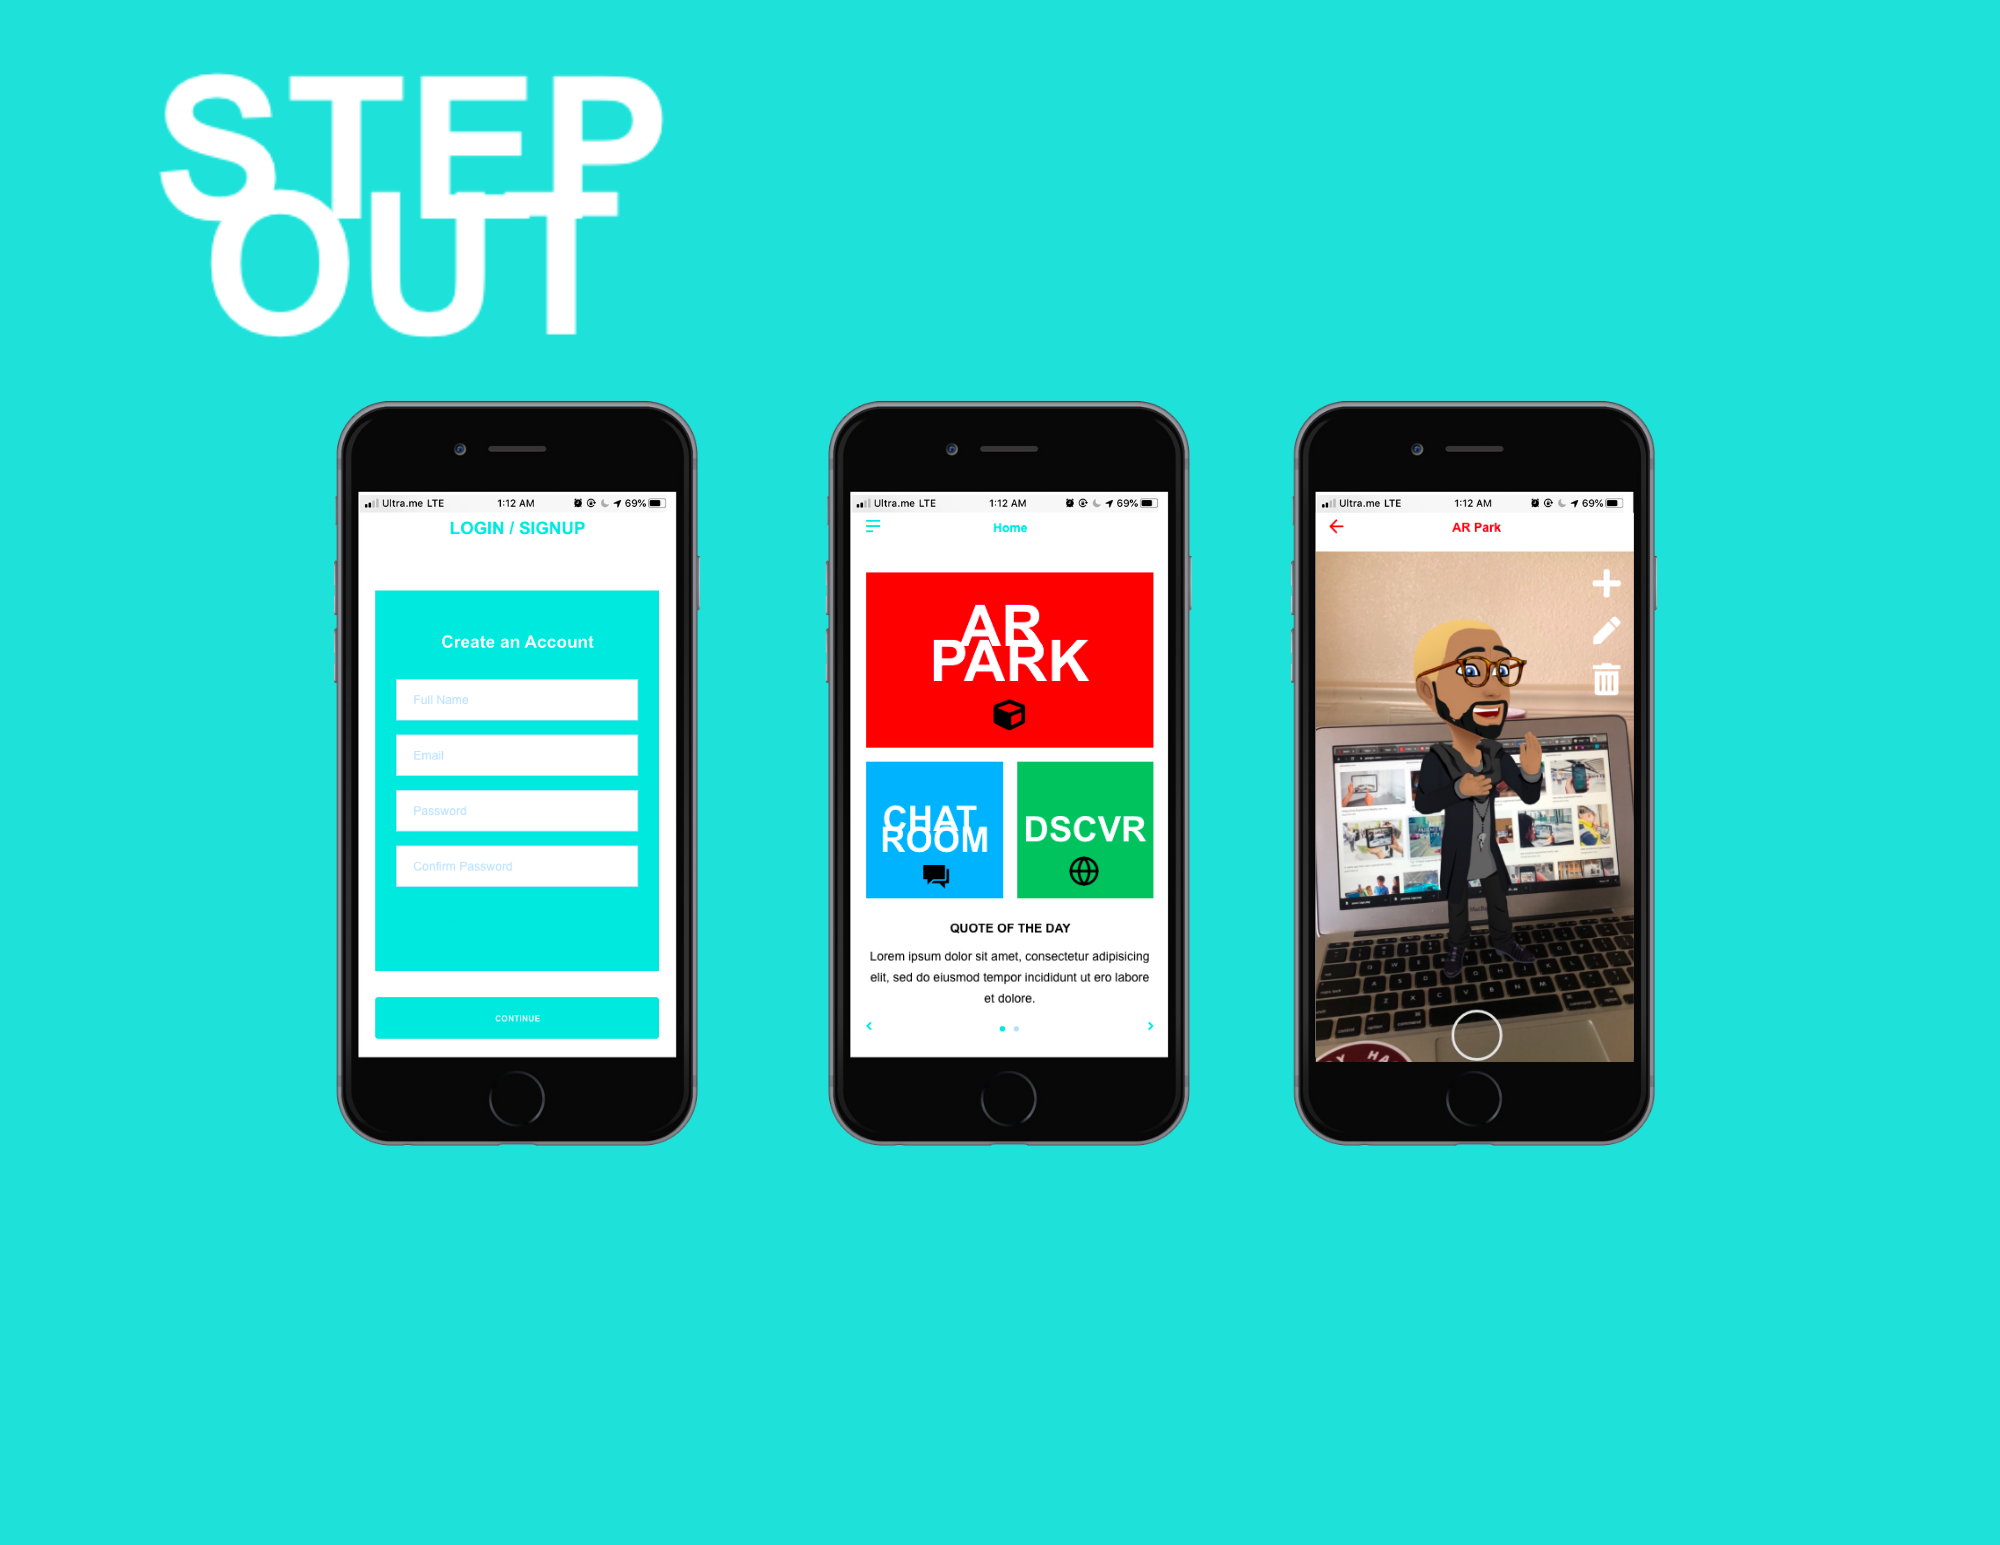 STEP
OUT
Ultra.me LTE 1:12 AM 69%
LOGIN / SIGNUP
Create an Account
Full Name
Email
Password
Confirm Password
CONTINUE
Ultra.me LTE 1:12 AM 69%
Home
AR
PARK
CHAT
ROOM
DSCVR
QUOTE OF THE DAY
Lorem ipsum dolor sit amet, consectetur adipisicing
elit, sed do eiusmod tempor incididunt ut ero labore
et dolore.
Ultra.me LTE 1:12 AM 69%
AR Park